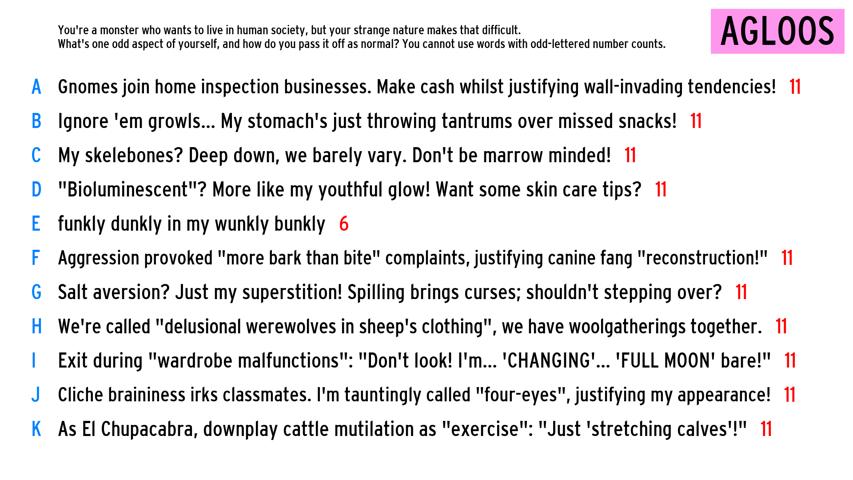 You're a monster who wants to live in human society, but your strange nature makes that difficult.
What's one odd aspect of yourself, and how do you pass it off as normal? You cannot use words with odd-lettered number counts.
AGLOOS
A Gnomes join home inspection businesses. Make cash whilst justifying wall-invading tendencies! 11
B Ignore 'em growls... My stomach's just throwing tantrums over missed snacks! 11
C My skelebones? Deep down, we barely vary. Don't be marrow minded! 11
D "Bioluminescent"? More like my youthful glow! Want some skin care tips? 11
E funkly dunkly in my wunkly bunkly 6
F Aggression provoked "more bark than bite" complaints, justifying canine fang "reconstruction!" 11
G Salt aversion? Just my superstition! Spilling brings curses; shouldn't stepping over? 11
H We're called "delusional werewolves in sheep's clothing", we have woolgatherings together. 11
I Exit during "wardrobe malfunctions": "Don't look! I'm... 'CHANGING'... 'FULL MOON' bare!" 11
J Cliche braininess irks classmates. I'm tauntingly called "four-eyes", justifying my appearance! 11
K As El Chupacabra, downplay cattle mutilation as "exercise": "Just 'stretching calves'!" 11